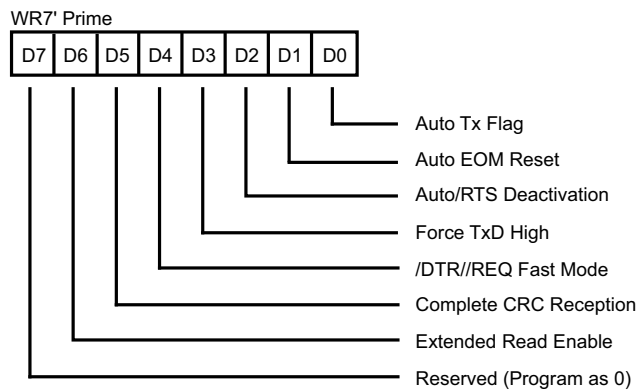 WR7' Prime
D7 D6 D5 D4 D3 D2 D1 D0
Auto Tx Flag
Auto EOM Reset
Auto/RTS Deactivation
Force TxD High
/DTR//REQ Fast Mode
Complete CRC Reception
Extended Read Enable
Reserved (Program as 0)